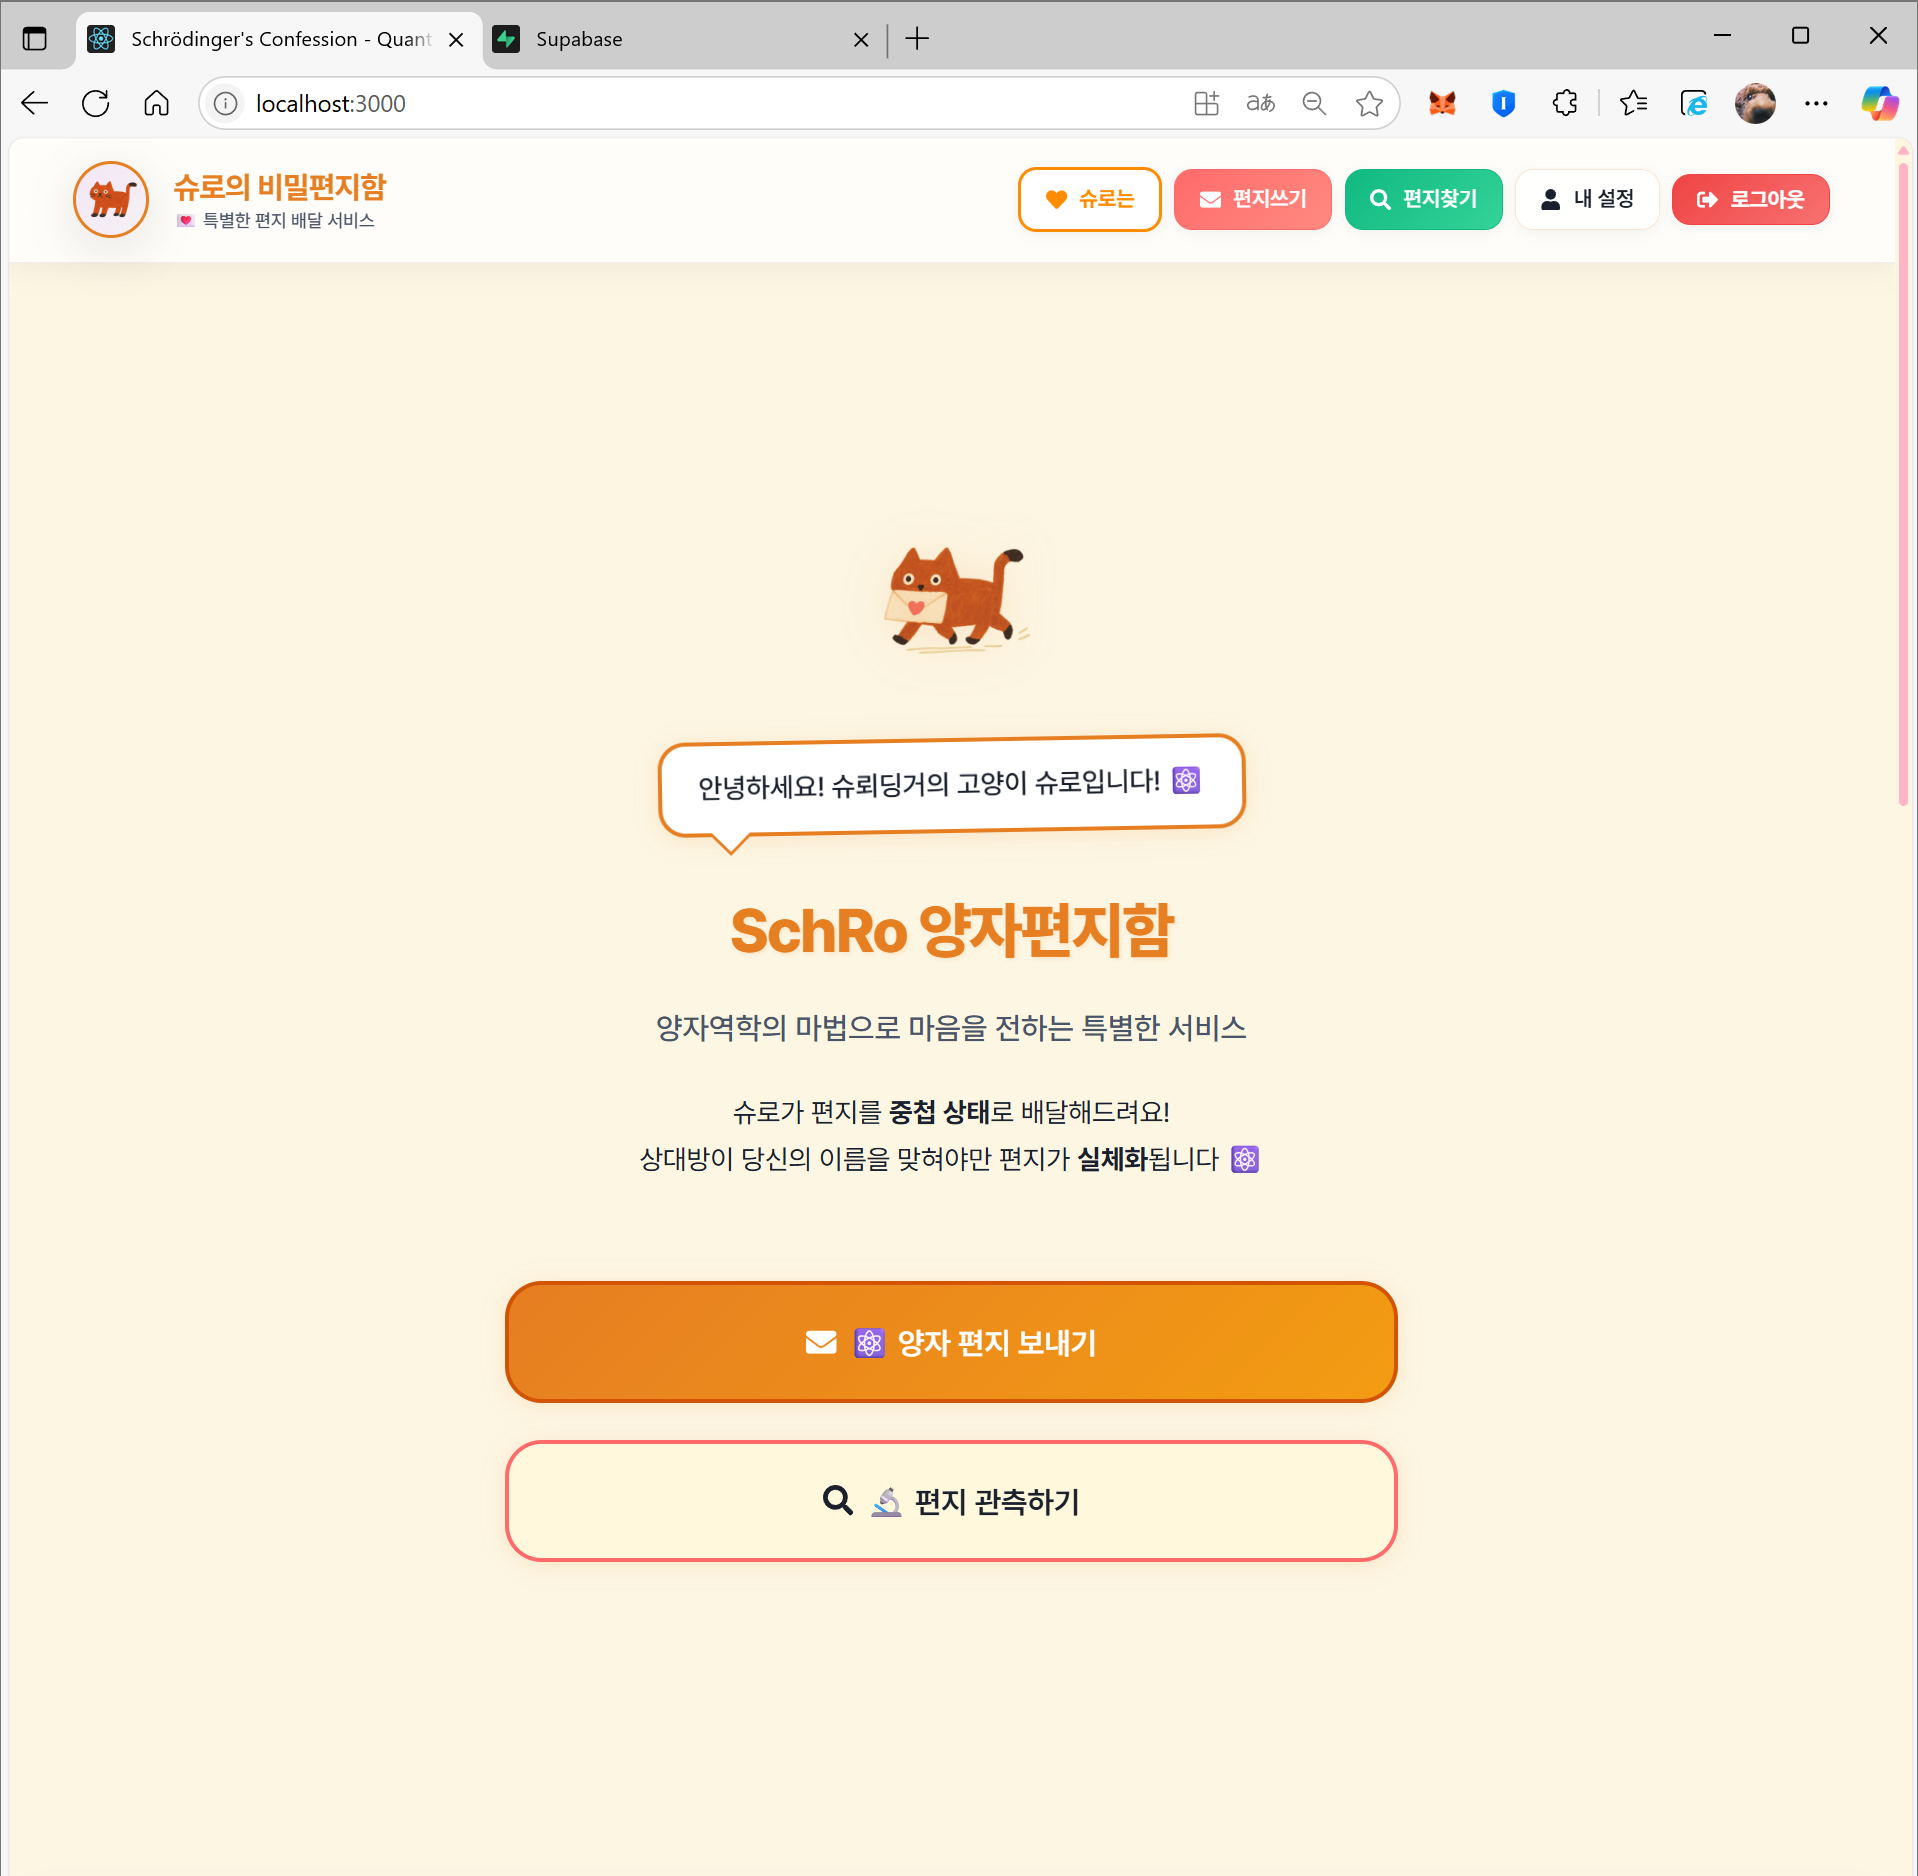 Schrödinger's Confession - Quant
Supabase
localhost:3000
슈로의 비밀편지함
💌 특별한 편지 배달 서비스
슈로는
편지쓰기
편지찾기
내 설정
로그아웃
안녕하세요! 슈뢰딩거의 고양이 슈로입니다! ⚛️
SchRo 양자편지함
양자역학의 마법으로 마음을 전하는 특별한 서비스
슈로가 편지를 중첩 상태로 배달해드려요!
상대방이 당신의 이름을 맞혀야만 편지가 실체화됩니다 ⚛️
⚛️ 양자 편지 보내기
🔬 편지 관측하기